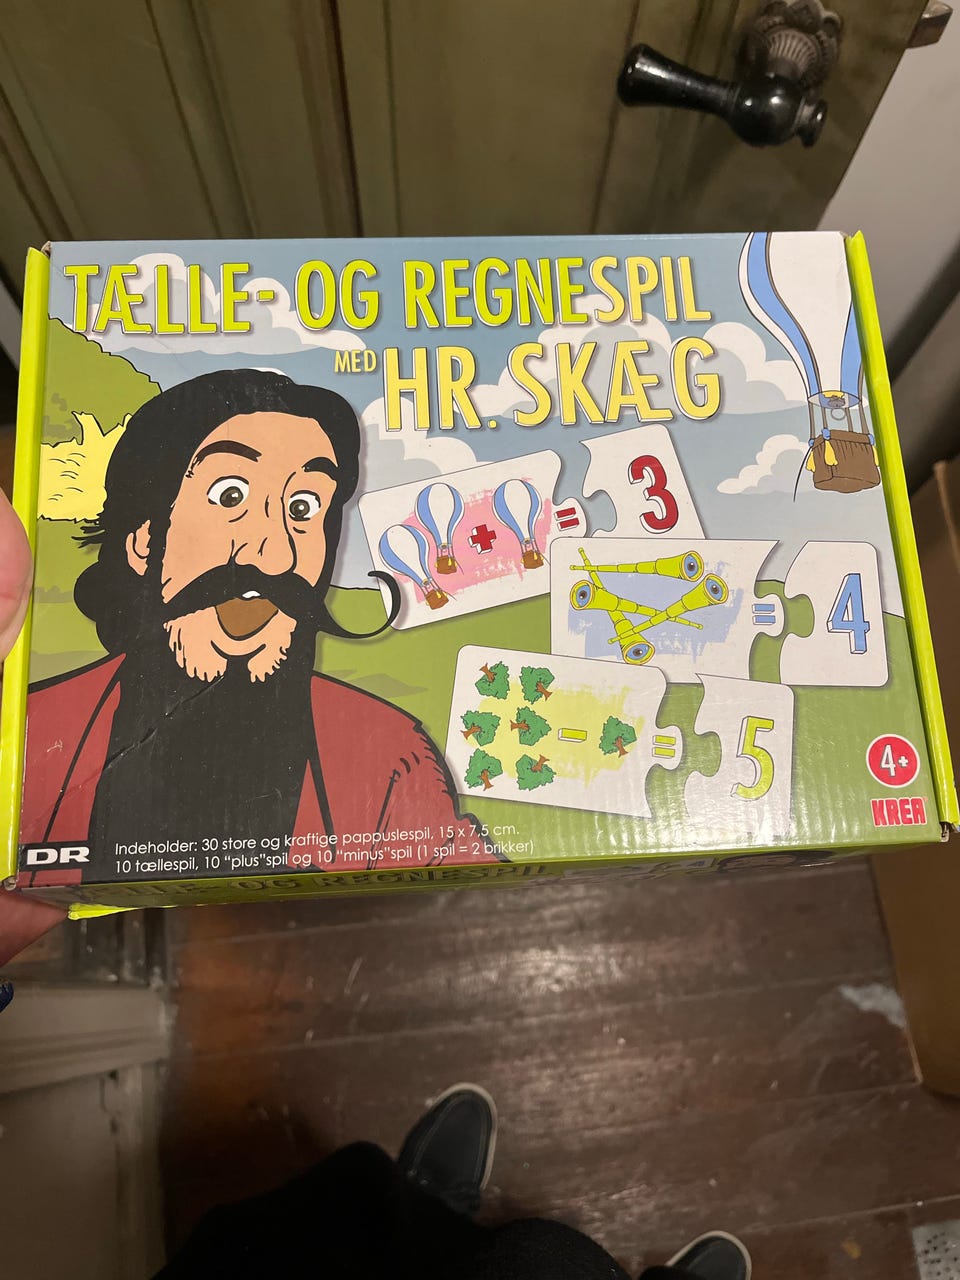 TÆLLE- OG REGNESPIL
MED HR. SKÆG
+ = 3
= 4
- = 5
4+
KREA
DR
Indeholder: 30 store og kraftige pappuslespil, 15 x 7,5 cm.
10 tællespil, 10 "plus"spil og 10 "minus"spil (1 spil = 2 brikker)
TÆLLE- OG REGNESPIL